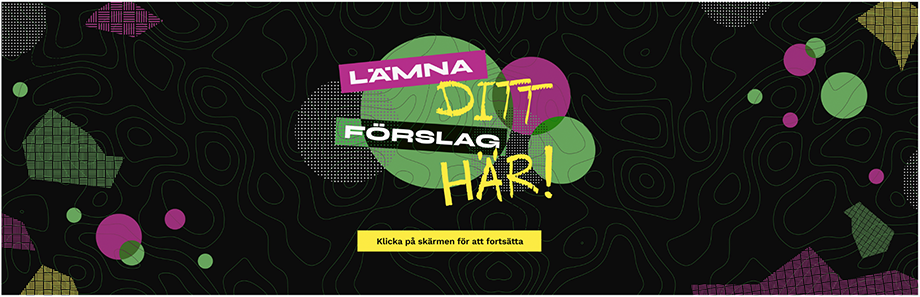 LÄMNA
DITT
FÖRSLAG
HÄR!
Klicka på skärmen för att fortsätta